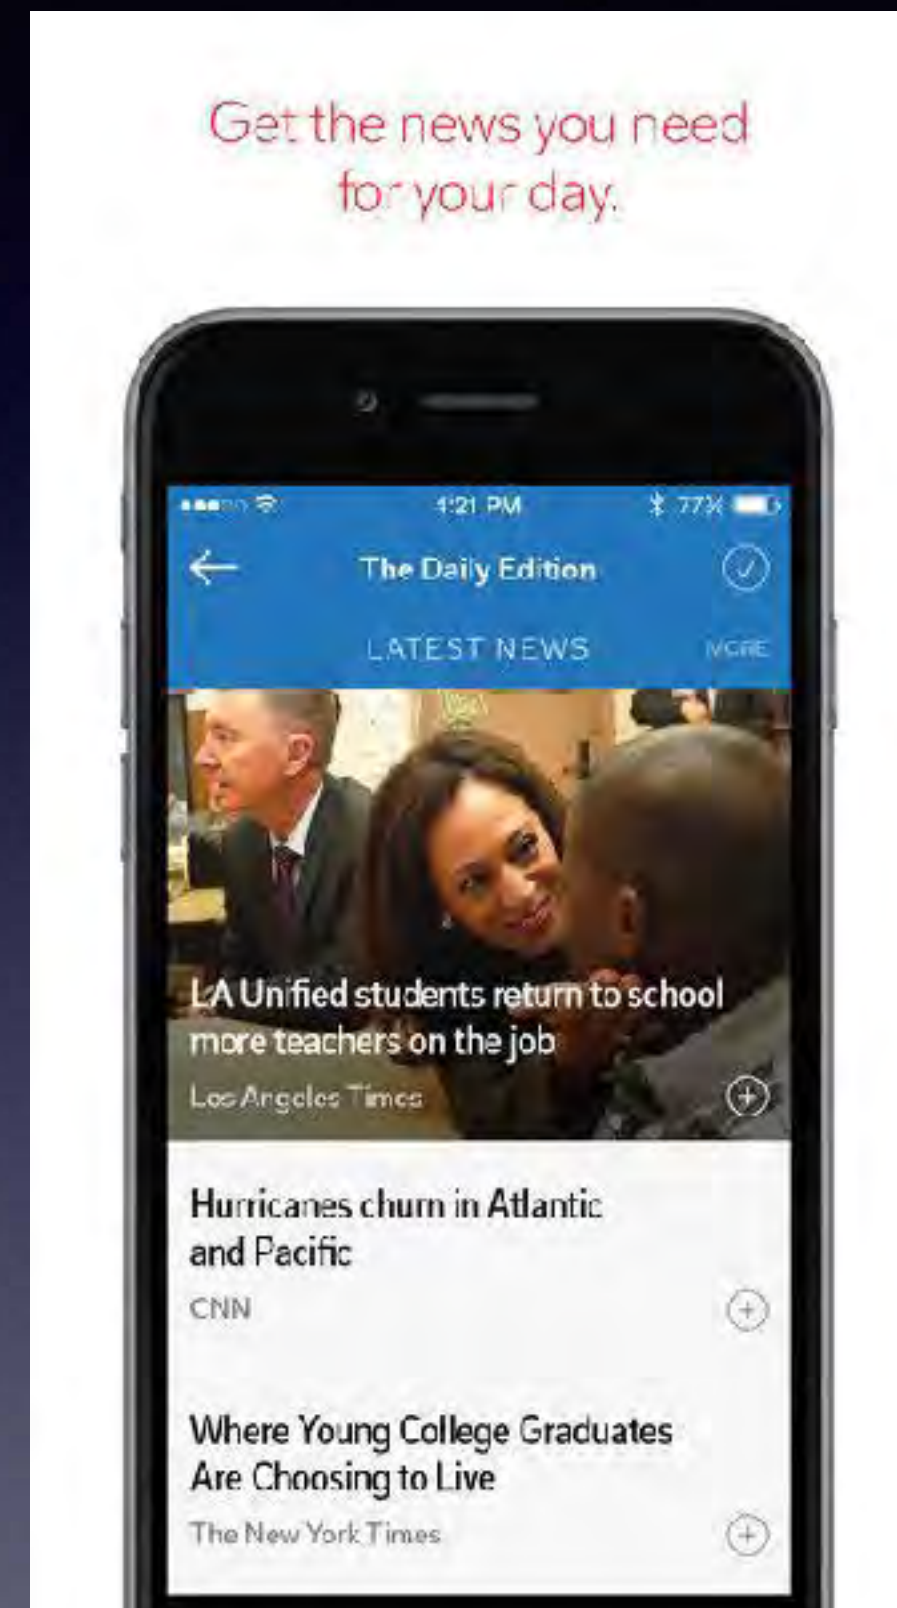 Get the news you need
for your day.
4:21 PM
77%
The Daily Edition
LATEST NEWS
MORE
LA Unified students return to school
more teachers on the job
Los Angeles Times
Hurricanes churn in Atlantic
and Pacific
CNN
Where Young College Graduates
Are Choosing to Live
The New York Times